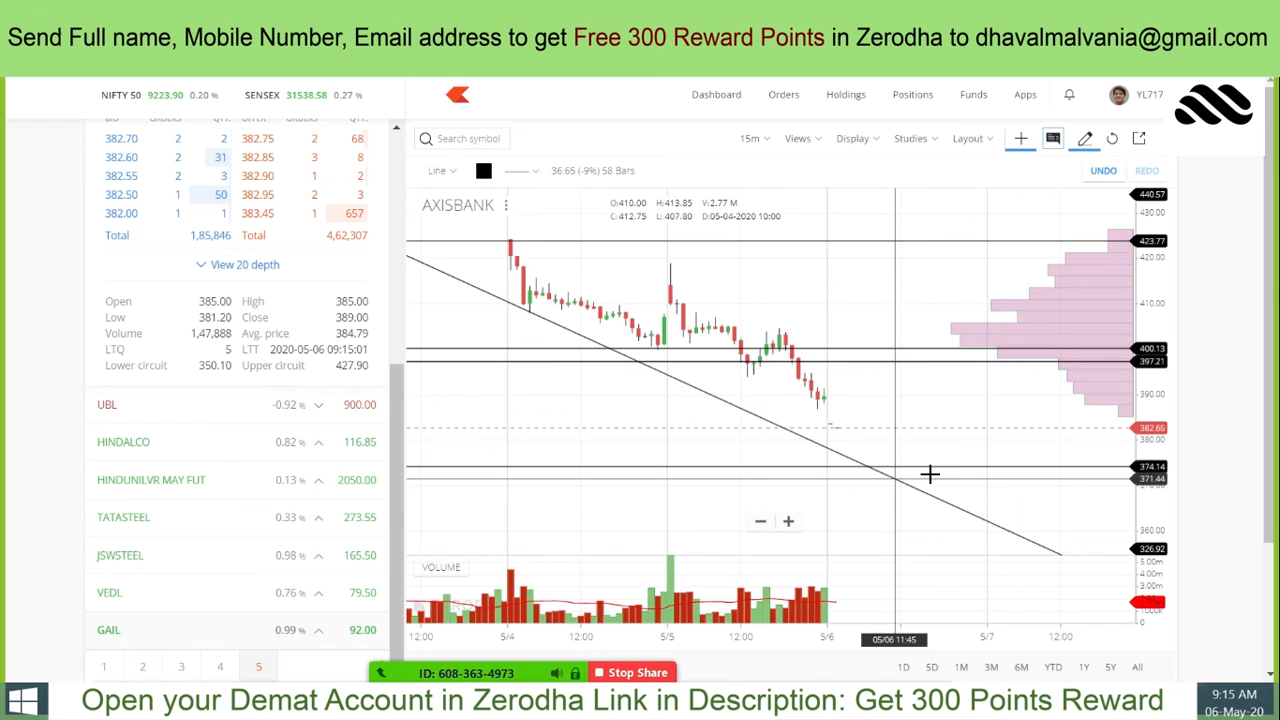 Send Full name, Mobile Number, Email address to get Free 300 Reward Points in Zerodha to dhavalmalvania@gmail.com
NIFTY 50 9223.90 0.20 % SENSEX 31538.58 0.27 %
Dashboard Orders Holdings Positions Funds Apps YL717
382.70 2 2 382.75 2 68
382.60 2 31 382.85 3 8
382.55 2 3 382.90 1 2
382.50 1 50 382.95 2 3
382.00 1 1 383.45 1 657
Total 1,85,846 Total 4,62,307
View 20 depth
Open 385.00 High 385.00
Low 381.20 Close 389.00
Volume 1,47,888 Avg. price 384.79
LTQ 5 LTT 2020-05-06 09:15:01
Lower circuit 350.10 Upper circuit 427.90
UBL -0.92 % 900.00
HINDALCO 0.82 % 116.85
HINDUNILVR MAY FUT 0.13 % 2050.00
TATASTEEL 0.33 % 273.55
JSWSTEEL 0.98 % 165.50
VEDL 0.76 % 79.50
GAIL 0.99 % 92.00
1 2 3 4 5
Search symbol 15m Views Display Studies Layout
Line 36.65 (-9%) 58 Bars UNDO REDO
AXISBANK O:410.00 H:413.85 V:2.77 M
C:412.75 L: 407.80 D:05-04-2020 10:00
440.57
430.00
423.77
420.00
410.00
400.13
397.21
390.00
382.65
380.00
374.14
371.44
360.00
326.92
VOLUME
5.00m
4.00m
3.00m
1000k
0
12:00 5/4 12:00 5/5 12:00 5/6 05/06 11:45 5/7 12:00
1D 5D 1M 3M 6M YTD 1Y 5Y All
ID: 608-363-4973 Stop Share
Open your Demat Account in Zerodha Link in Description: Get 300 Points Reward
9:15 AM
06-May-20